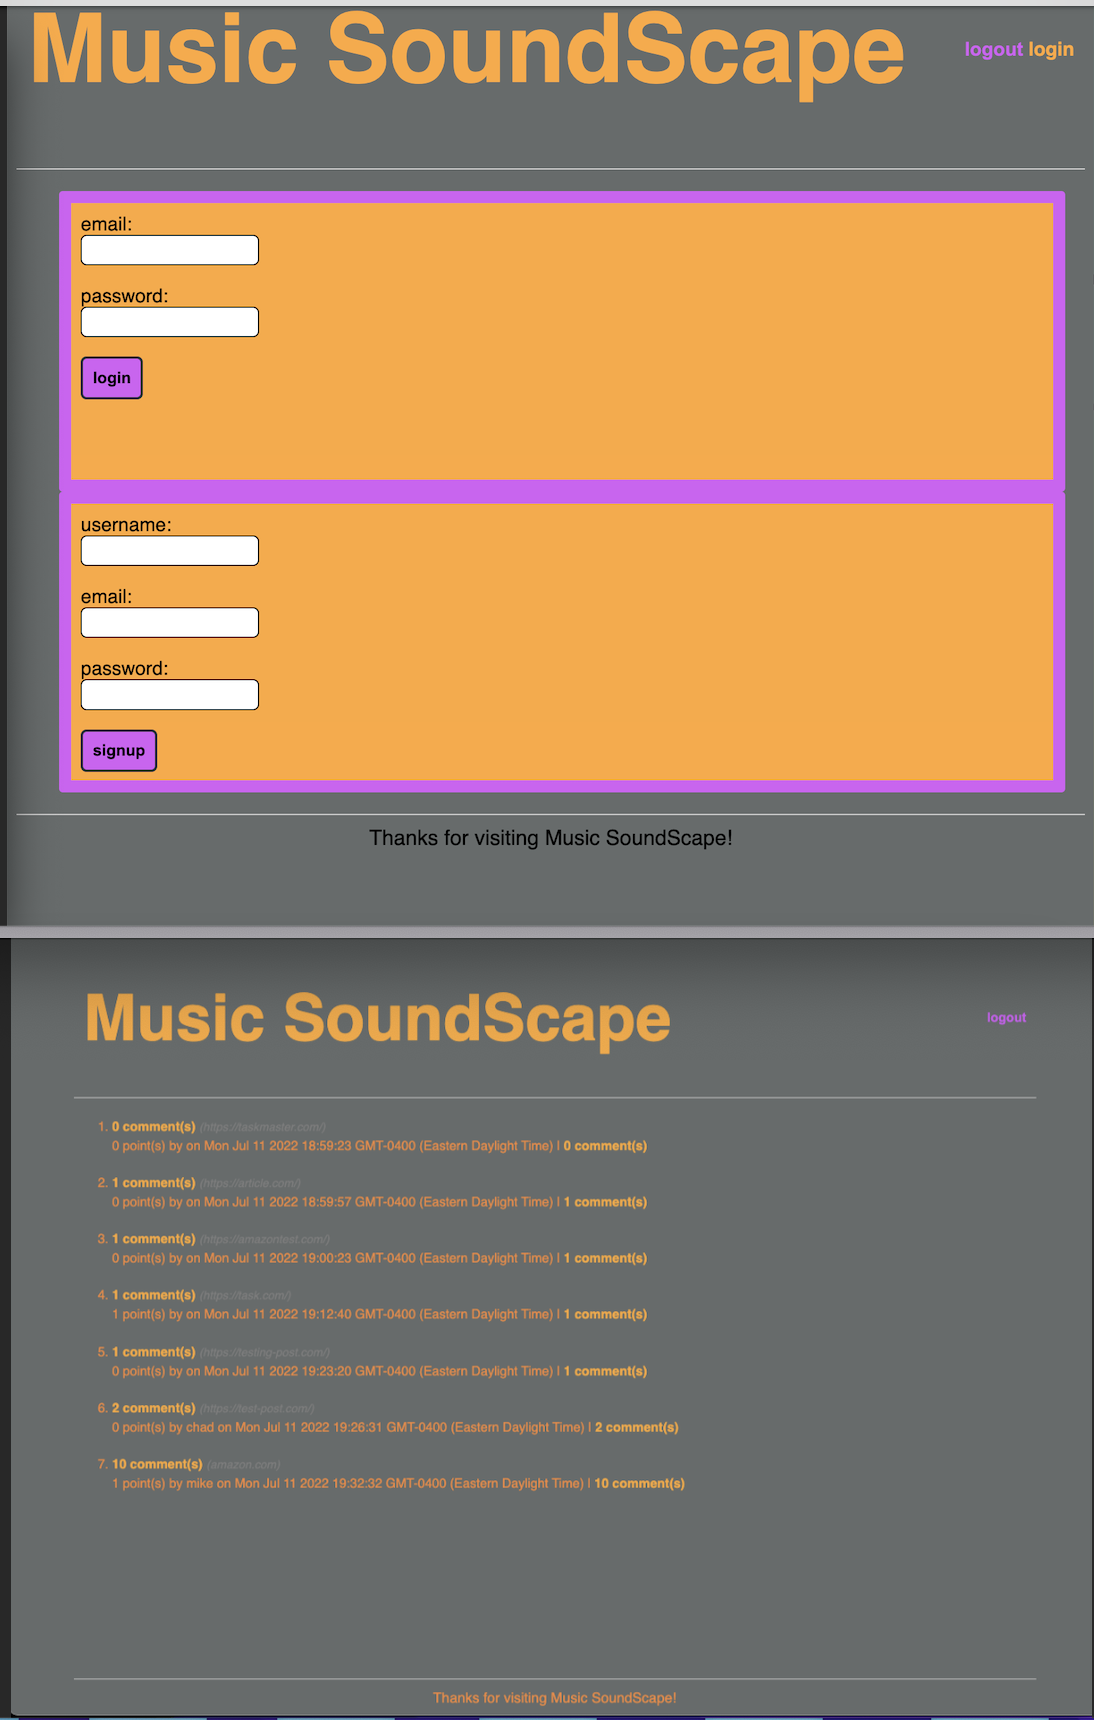 Music SoundScape
logout login
email:
password:
login
username:
email:
password:
signup
Thanks for visiting Music SoundScape!
Music SoundScape
logout
1. 0 comment(s) (https://taskmaster.com/)
0 point(s) by on Mon Jul 11 2022 18:59:23 GMT-0400 (Eastern Daylight Time) | 0 comment(s)
2. 1 comment(s) (https://article.com/)
0 point(s) by on Mon Jul 11 2022 18:59:57 GMT-0400 (Eastern Daylight Time) | 1 comment(s)
3. 1 comment(s) (https://amazontest.com/)
0 point(s) by on Mon Jul 11 2022 19:00:23 GMT-0400 (Eastern Daylight Time) | 1 comment(s)
4. 1 comment(s) (https://task.com/)
1 point(s) by on Mon Jul 11 2022 19:12:40 GMT-0400 (Eastern Daylight Time) | 1 comment(s)
5. 1 comment(s) (https://testing-post.com/)
0 point(s) by on Mon Jul 11 2022 19:23:20 GMT-0400 (Eastern Daylight Time) | 1 comment(s)
6. 2 comment(s) (https://test-post.com/)
0 point(s) by chad on Mon Jul 11 2022 19:26:31 GMT-0400 (Eastern Daylight Time) | 2 comment(s)
7. 10 comment(s) (amazon.com)
1 point(s) by mike on Mon Jul 11 2022 19:32:32 GMT-0400 (Eastern Daylight Time) | 10 comment(s)
Thanks for visiting Music SoundScape!